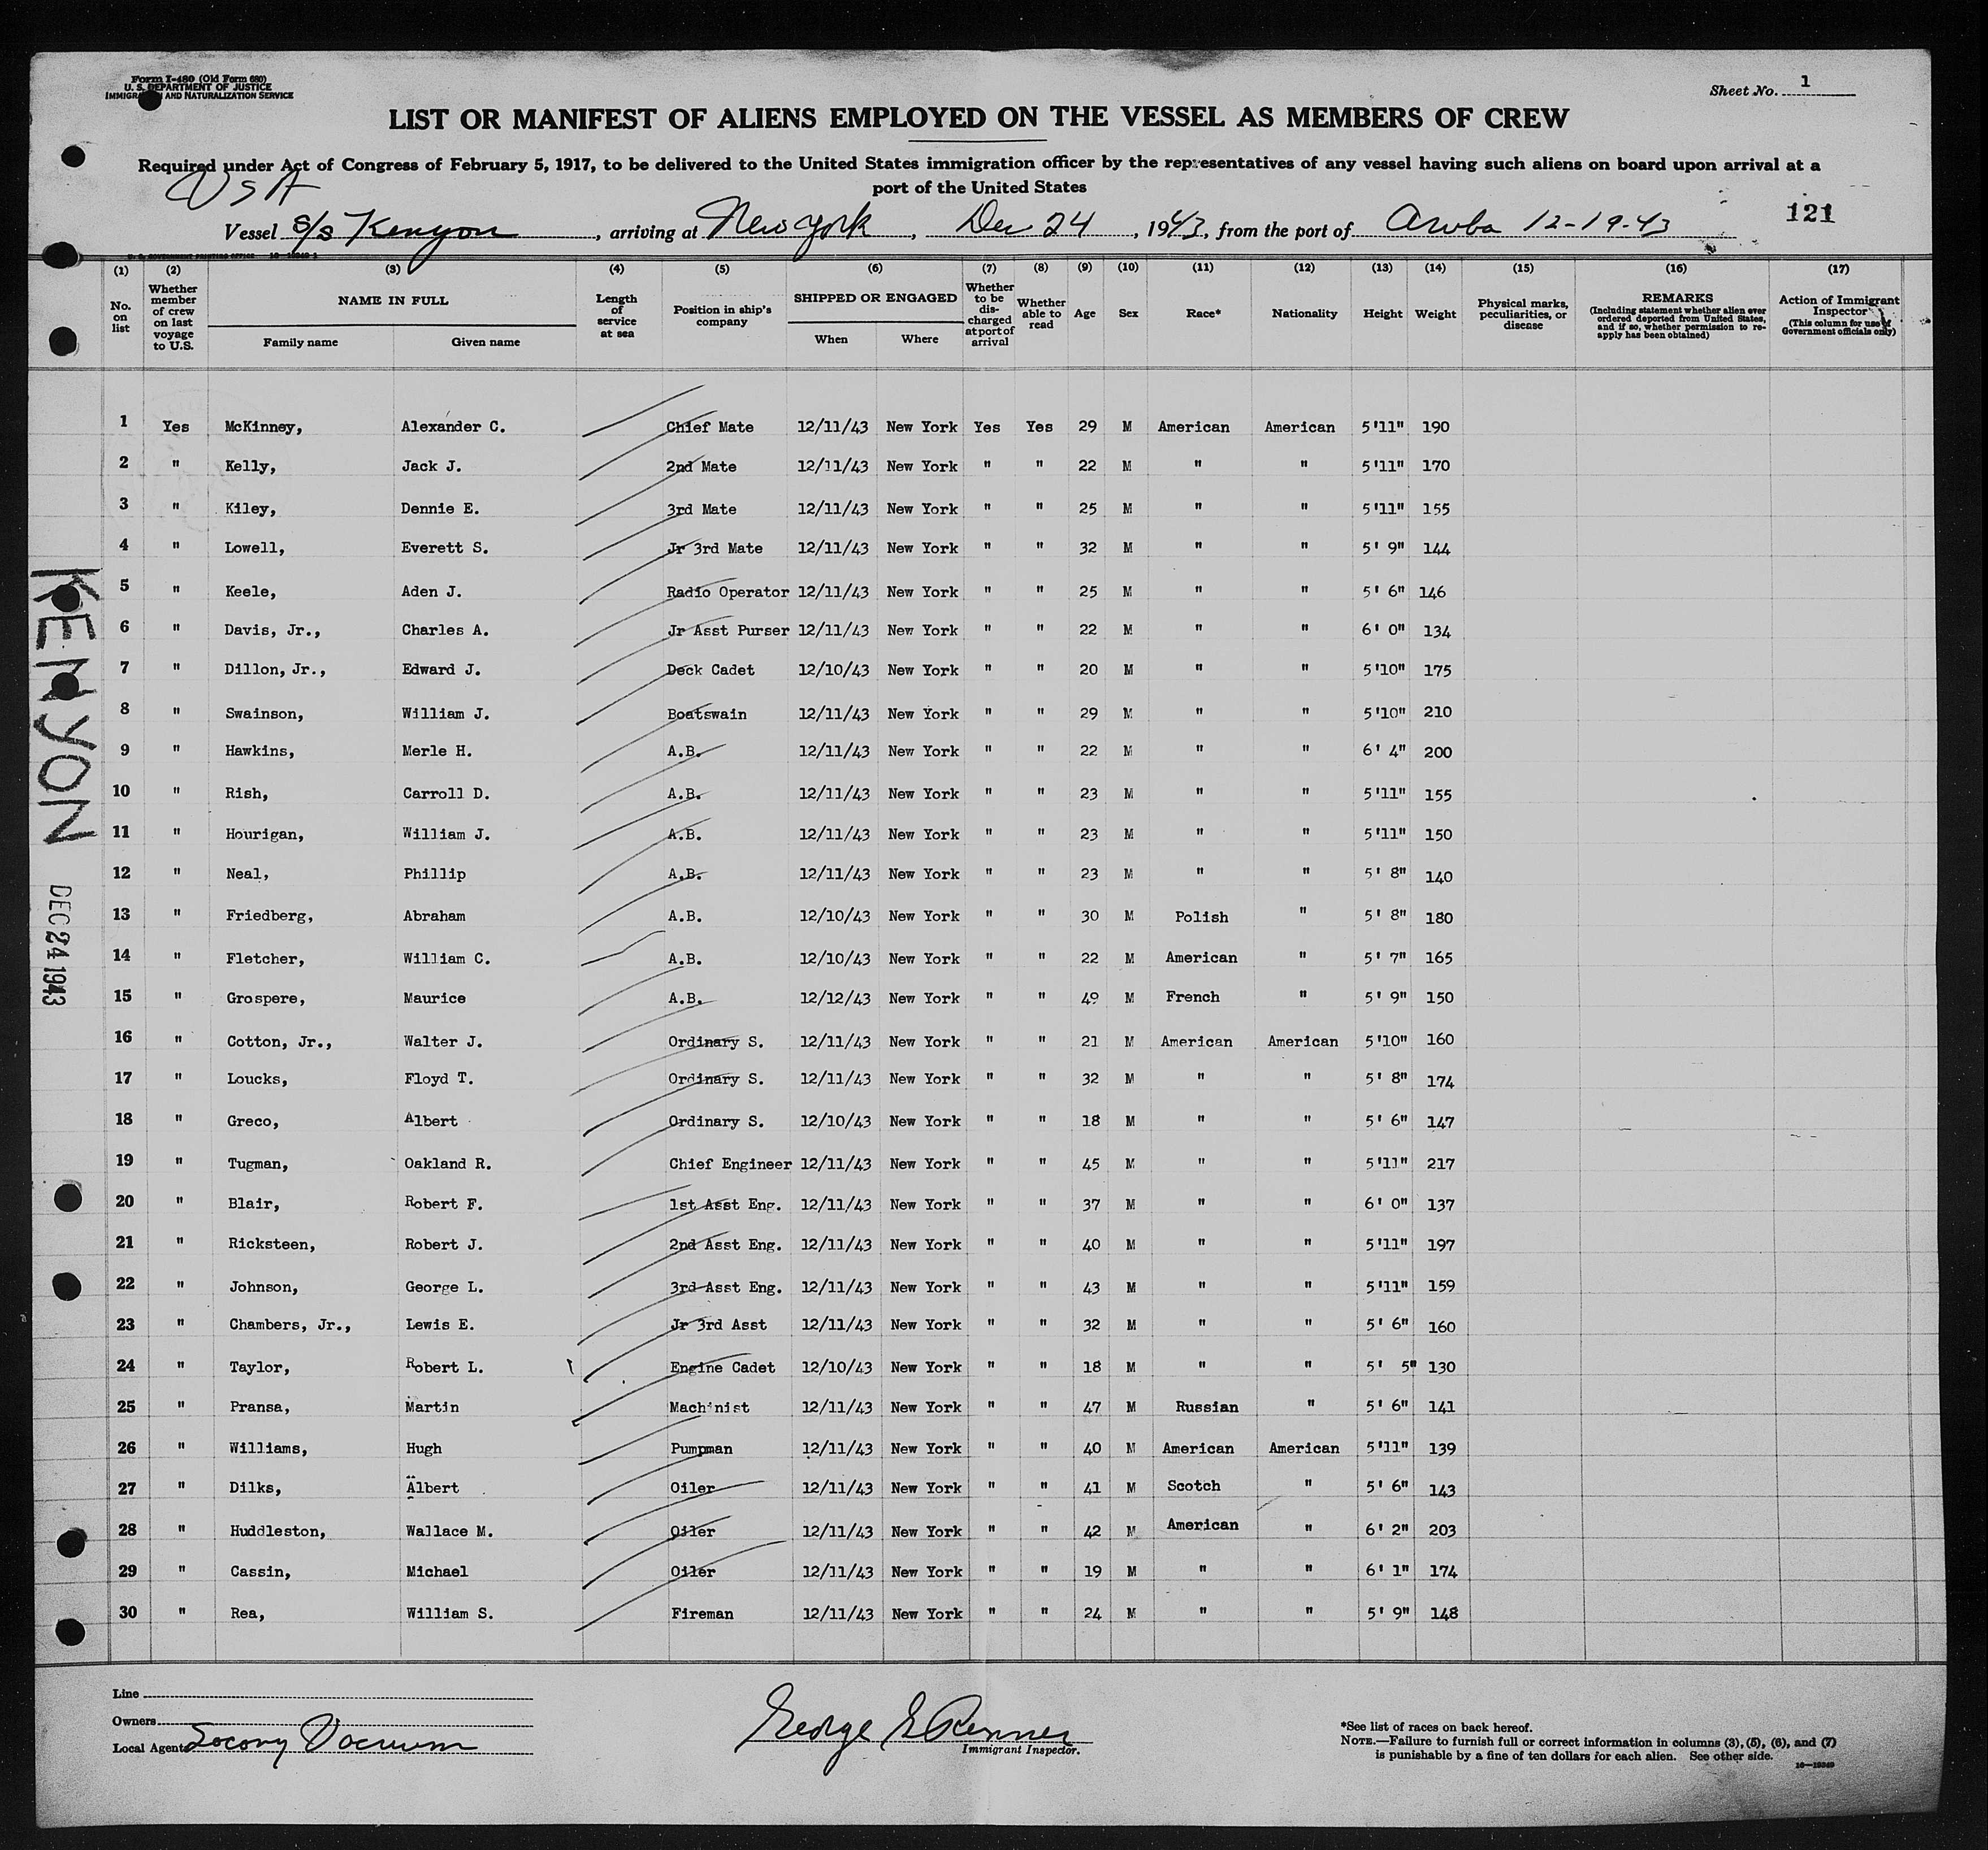 Form I-480 (Old Form 680)
U. S. DEPARTMENT OF JUSTICE
IMMIGRATION AND NATURALIZATION SERVICE
Sheet No. 1
LIST OR MANIFEST OF ALIENS EMPLOYED ON THE VESSEL AS MEMBERS OF CREW
Required under Act of Congress of February 5, 1917, to be delivered to the United States immigration officer by the representatives of any vessel having such aliens on board upon arrival at a
port of the United States
USA
121
Vessel S/s Kenyon, arriving at New York, Dec 24, 1943, from the port of Aruba 12-19-43
(1) (2) (3) (4) (5) (6) (7) (8) (9) (10) (11) (12) (13) (14) (15) (16) (17)
No. on list
Whether member of crew on last voyage to U.S.
NAME IN FULL
Family name Given name
Length of service at sea
Position in ship's company
SHIPPED OR ENGAGED
When Where
Whether to be discharged at port of arrival
Whether able to read
Age
Sex
Race*
Nationality
Height
Weight
Physical marks, peculiarities, or disease
REMARKS
(Including statement whether alien ever ordered deported from United States, and if so, whether permission to reapply has been obtained)
Action of Immigrant Inspector
(This column for use of Government officials only)
1 Yes McKinney, Alexander C. Chief Mate 12/11/43 New York Yes Yes 29 M American American 5'11" 190
2 " Kelly, Jack J. 2nd Mate 12/11/43 New York " " 22 M " " 5'11" 170
3 " Kiley, Dennie E. 3rd Mate 12/11/43 New York " " 25 M " " 5'11" 155
4 " Lowell, Everett S. Jr 3rd Mate 12/11/43 New York " " 32 M " " 5' 9" 144
5 " Keele, Aden J. Radio Operator 12/11/43 New York " " 25 M " " 5' 6" 146
6 " Davis, Jr., Charles A. Jr Asst Purser 12/11/43 New York " " 22 M " " 6' 0" 134
7 " Dillon, Jr., Edward J. Deck Cadet 12/10/43 New York " " 20 M " " 5'10" 175
8 " Swainson, William J. Boatswain 12/11/43 New York " " 29 M " " 5'10" 210
9 " Hawkins, Merle H. A.B. 12/11/43 New York " " 22 M " " 6' 4" 200
10 " Rish, Carroll D. A.B. 12/11/43 New York " " 23 M " " 5'11" 155
11 " Hourigan, William J. A.B. 12/11/43 New York " " 23 M " " 5'11" 150
12 " Neal, Phillip A.B. 12/11/43 New York " " 23 M " " 5' 8" 140
13 " Friedberg, Abraham A.B. 12/10/43 New York " " 30 M Polish " 5' 8" 180
14 " Fletcher, William C. A.B. 12/10/43 New York " " 22 M American " 5' 7" 165
15 " Grospere, Maurice A.B. 12/12/43 New York " " 49 M French " 5' 9" 150
16 " Cotton, Jr., Walter J. Ordinary S. 12/11/43 New York " " 21 M American American 5'10" 160
17 " Loucks, Floyd T. Ordinary S. 12/11/43 New York " " 32 M " " 5' 8" 174
18 " Greco, Albert Ordinary S. 12/10/43 New York " " 18 M " " 5' 6" 147
19 " Tugman, Oakland R. Chief Engineer 12/11/43 New York " " 45 M " " 5'11" 217
20 " Blair, Robert F. 1st Asst Eng. 12/11/43 New York " " 37 M " " 6' 0" 137
21 " Ricksteen, Robert J. 2nd Asst Eng. 12/11/43 New York " " 40 M " " 5'11" 197
22 " Johnson, George L. 3rd Asst Eng. 12/11/43 New York " " 43 M " " 5'11" 159
23 " Chambers, Jr., Lewis E. Jr 3rd Asst 12/11/43 New York " " 32 M " " 5' 6" 160
24 " Taylor, Robert L. Engine Cadet 12/10/43 New York " " 18 M " " 5' 5" 130
25 " Pransa, Martin Machinist 12/11/43 New York " " 47 M Russian " 5' 6" 141
26 " Williams, Hugh Pumpman 12/11/43 New York " " 40 M American American 5'11" 139
27 " Dilks, Albert Oiler 12/11/43 New York " " 41 M Scotch " 5' 6" 143
28 " Huddleston, Wallace M. Oiler 12/11/43 New York " " 42 M American " 6' 2" 203
29 " Cassin, Michael Oiler 12/11/43 New York " " 19 M " " 6' 1" 174
30 " Rea, William S. Fireman 12/11/43 New York " " 24 M " " 5' 9" 148
KENYON
DEC 24 1943
Line
Owners
Local Agents Socony Vacuum
George E Renner
Immigrant Inspector.
*See list of races on back hereof.
NOTE.—Failure to furnish full or correct information in columns (3), (5), (6), and (7)
is punishable by a fine of ten dollars for each alien. See other side.